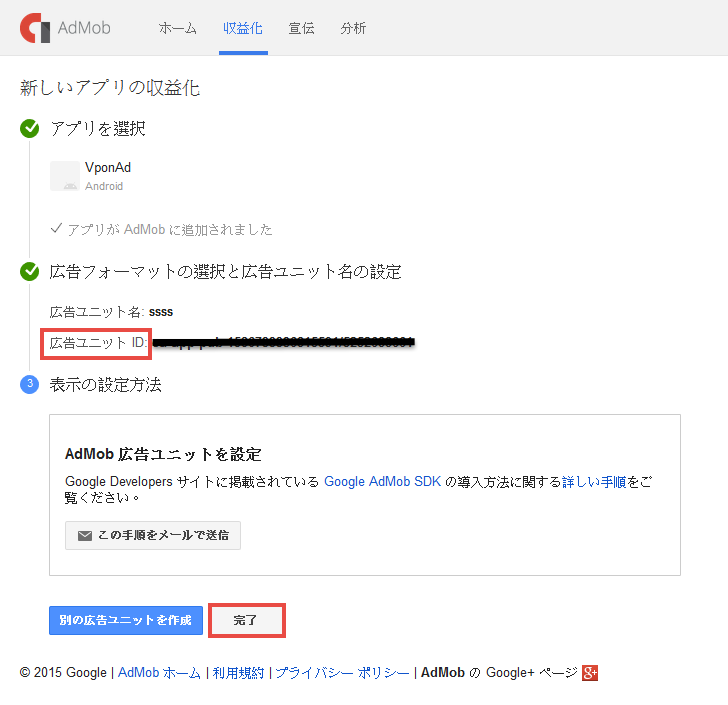 AdMob ホーム 収益化 宣伝 分析
新しいアプリの収益化
アプリを選択
VponAd
Android
アプリが AdMob に追加されました
広告フォーマットの選択と広告ユニット名の設定
広告ユニット名: ssss
広告ユニット ID:
3 表示の設定方法
AdMob 広告ユニットを設定
Google Developers サイトに掲載されている Google AdMob SDK の導入方法に関する詳しい手順をご
覧ください。
この手順をメールで送信
別の広告ユニットを作成 完了
© 2015 Google | AdMob ホーム | 利用規約 | プライバシー ポリシー | AdMob の Google+ ページ g+